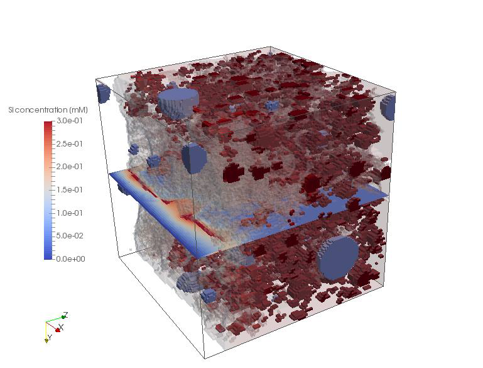 Si concentration (mM)
3.0e-01
2.5e-01
2.0e-01
1.5e-01
1.0e-01
5.0e-02
0.0e+00
Z
X
Y